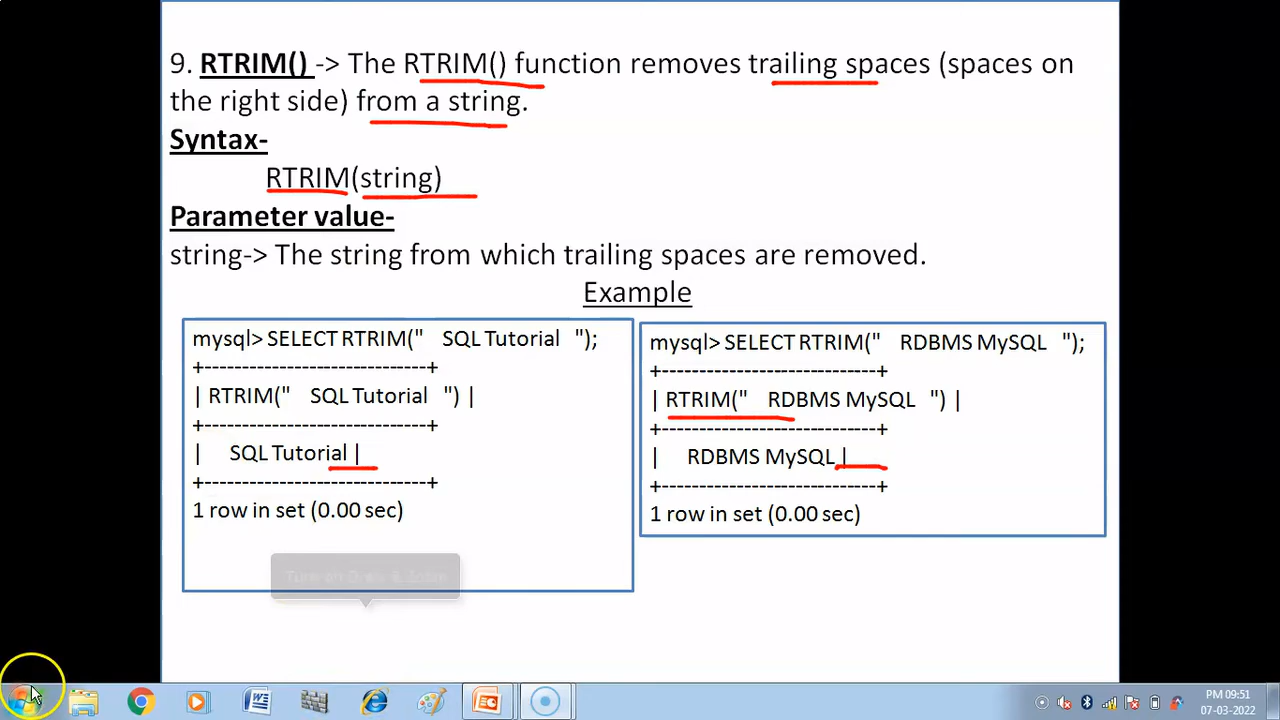 9. RTRIM() -> The RTRIM() function removes trailing spaces (spaces on
the right side) from a string.
Syntax-
RTRIM(string)
Parameter value-
string-> The string from which trailing spaces are removed.
Example
mysql> SELECT RTRIM("   SQL Tutorial  ");
+----------------------------+
| RTRIM("   SQL Tutorial  ") |
+----------------------------+
|    SQL Tutorial |
+----------------------------+
1 row in set (0.00 sec)
mysql> SELECT RTRIM("   RDBMS MySQL  ");
+---------------------------+
| RTRIM("   RDBMS MySQL  ") |
+---------------------------+
|    RDBMS MySQL |
+---------------------------+
1 row in set (0.00 sec)
PM 09:51
07-03-2022